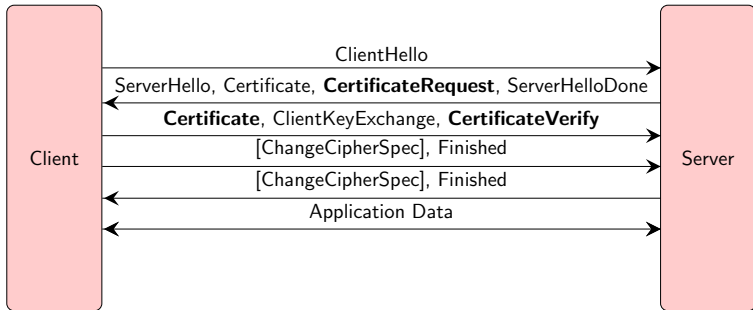 ClientHello
ServerHello, Certificate, CertificateRequest, ServerHelloDone
Certificate, ClientKeyExchange, CertificateVerify
[ChangeCipherSpec], Finished
Client
Server
[ChangeCipherSpec], Finished
Application Data